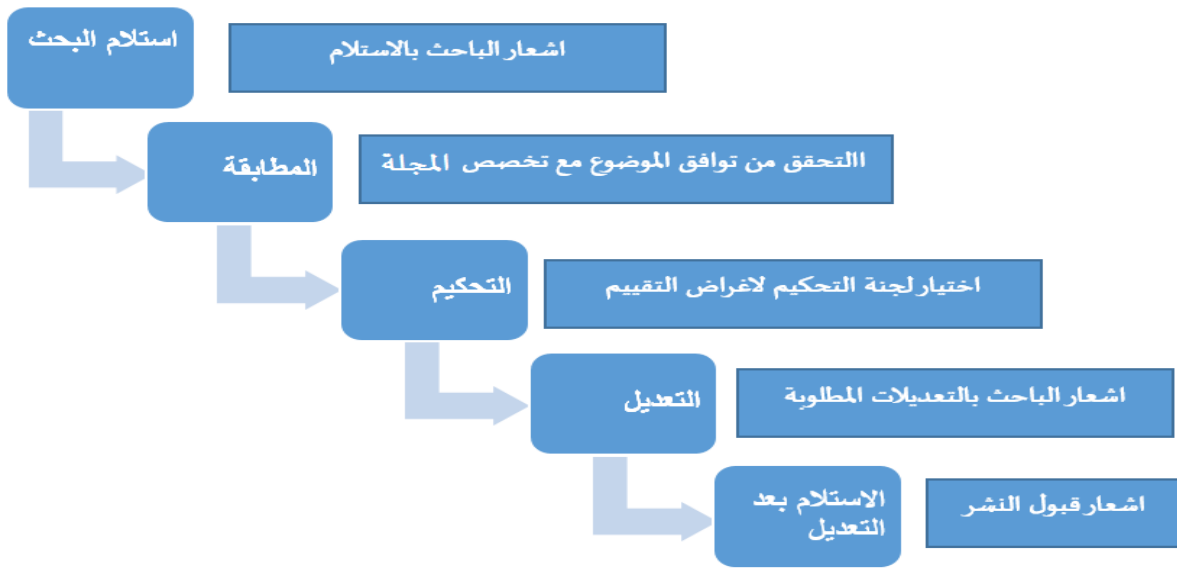 استلام البحث
اشعار الباحث بالاستلام
المطابقة
االتحقق من توافق الموضوع مع تخصص المجلة
التحكيم
اختيار لجنة التحكيم لاغراض التقييم
التعديل
اشعار الباحث بالتعديلات المطلوبة
الاستلام بعد
التعديل
اشعار قبول النشر